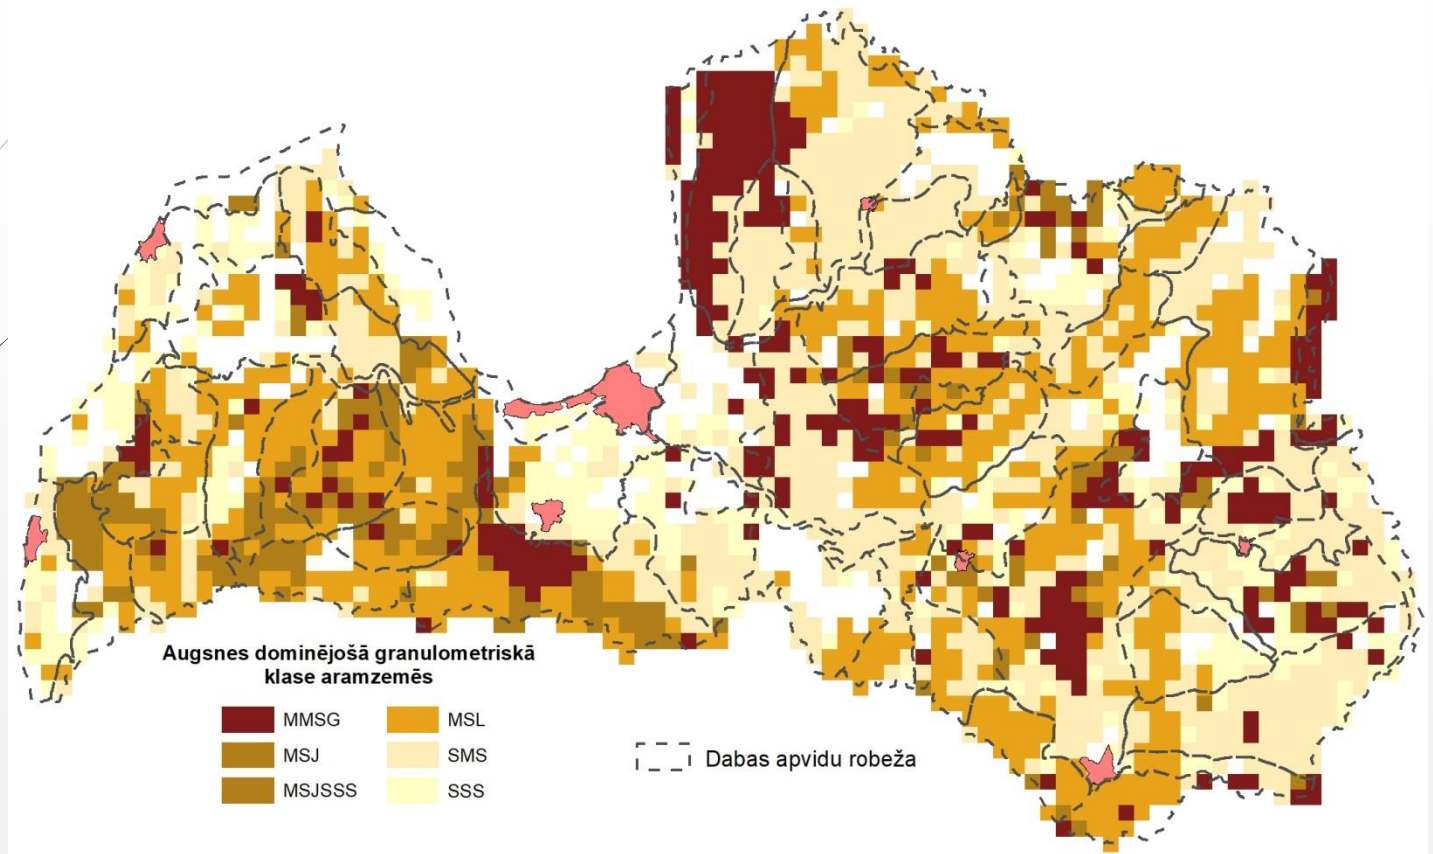 Augsnes dominējošā granulometriskā
klase aramzemēs
MMSG
MSL
MSJ
SMS
MSJSSS
SSS
Dabas apvidu robeža